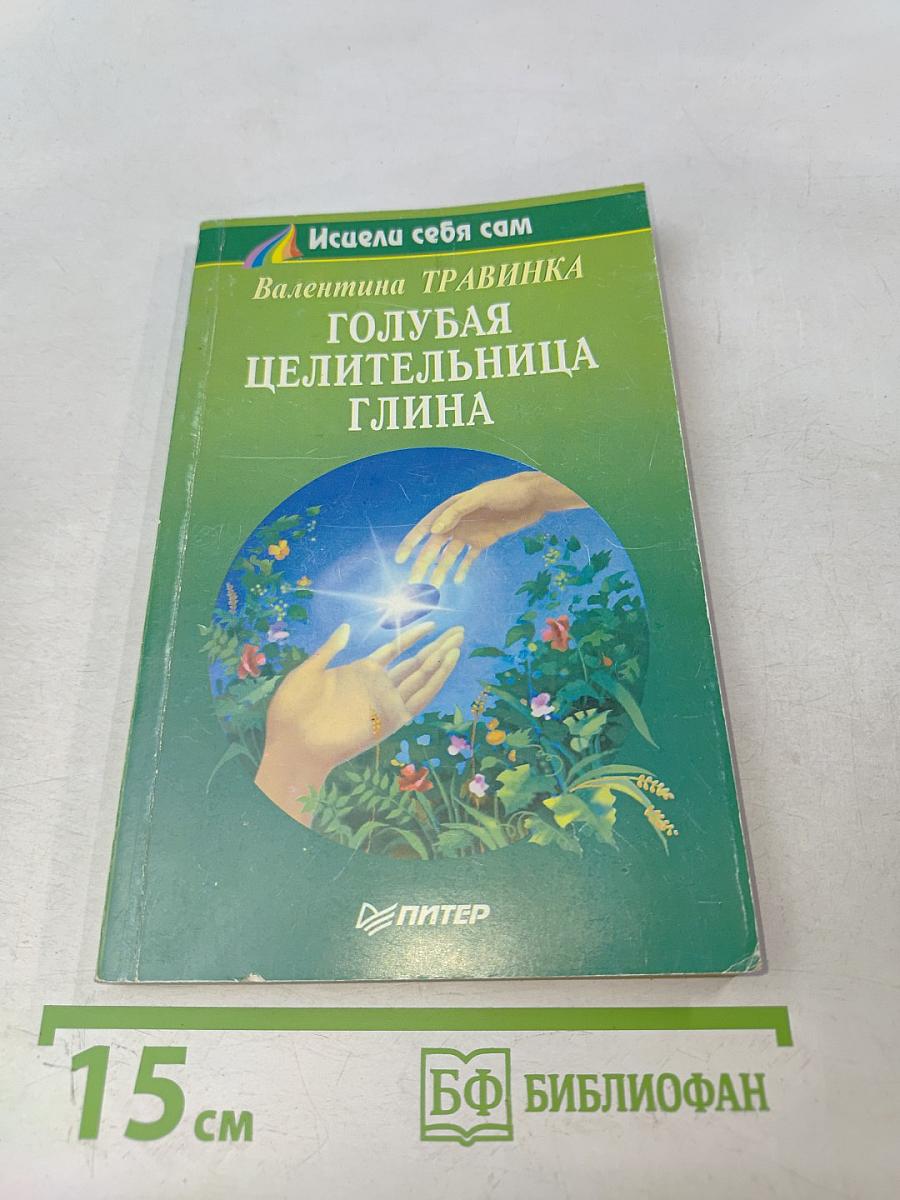 Исцели себя сам
Валентина ТРАВИНКА
ГОЛУБАЯ
ЦЕЛИТЕЛЬНИЦА
ГЛИНА
ПИТЕР
15 см
БФ БИБЛИОФАН